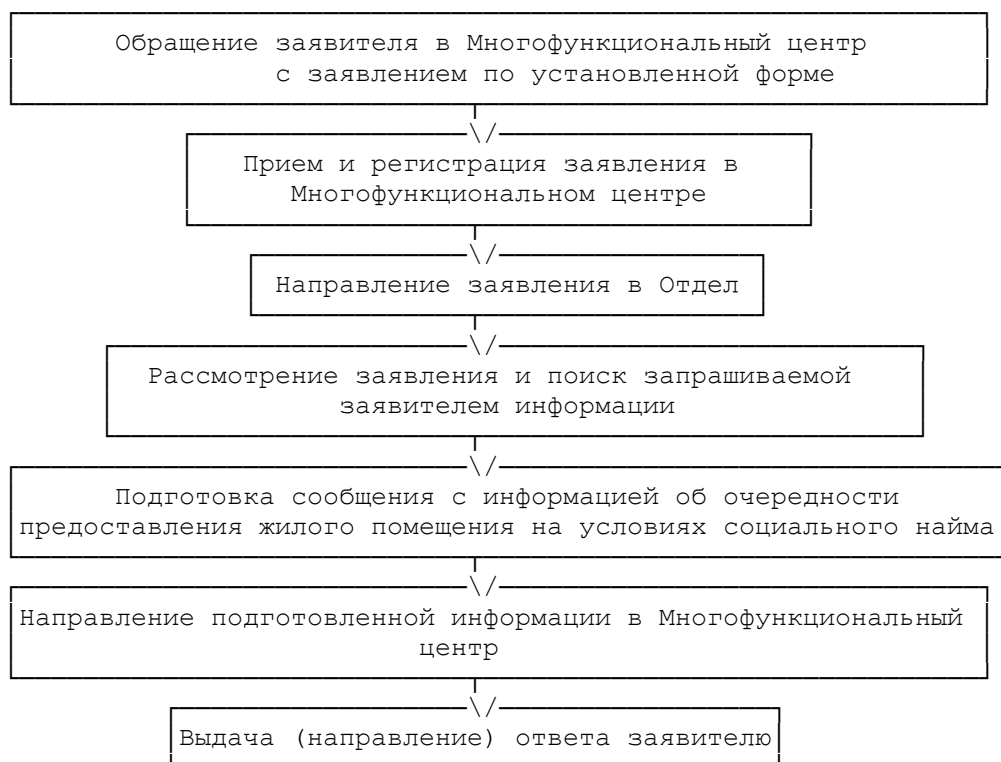 Обращение заявителя в Многофункциональный центр
с заявлением по установленной форме
Прием и регистрация заявления в
Многофункциональном центре
Направление заявления в Отдел
Рассмотрение заявления и поиск запрашиваемой
заявителем информации
Подготовка сообщения с информацией об очередности
предоставления жилого помещения на условиях социального найма
Направление подготовленной информации в Многофункциональный
центр
Выдача (направление) ответа заявителю